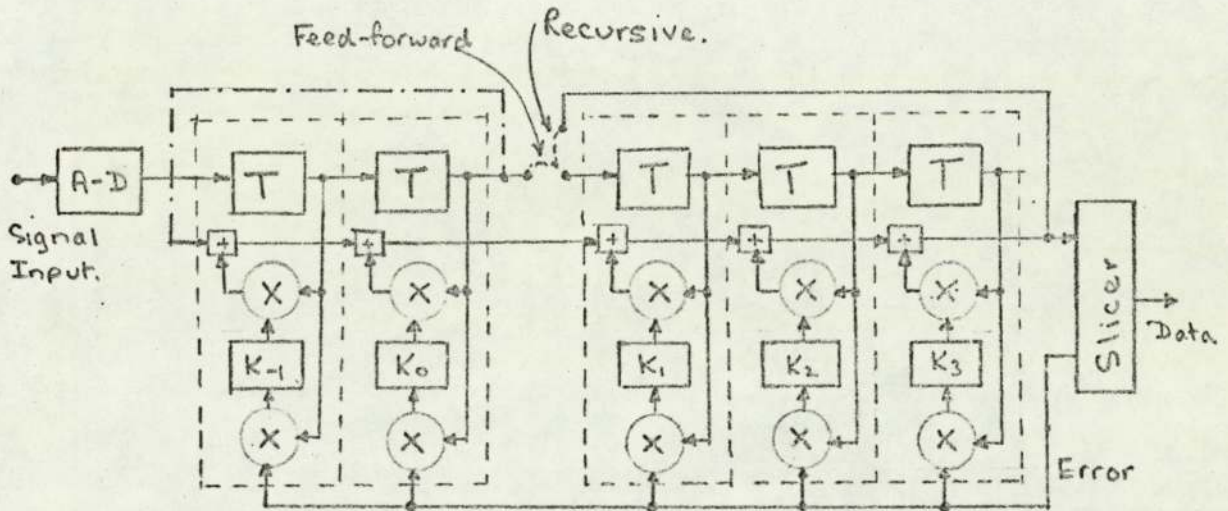 Feed-forward
Recursive.
A-D
T
T
T
T
T
Signal
Input.
+
+
+
+
+
X
X
X
X
X
K₋₁
K₀
K₁
K₂
K₃
X
X
X
X
X
Slicer
Data
Error